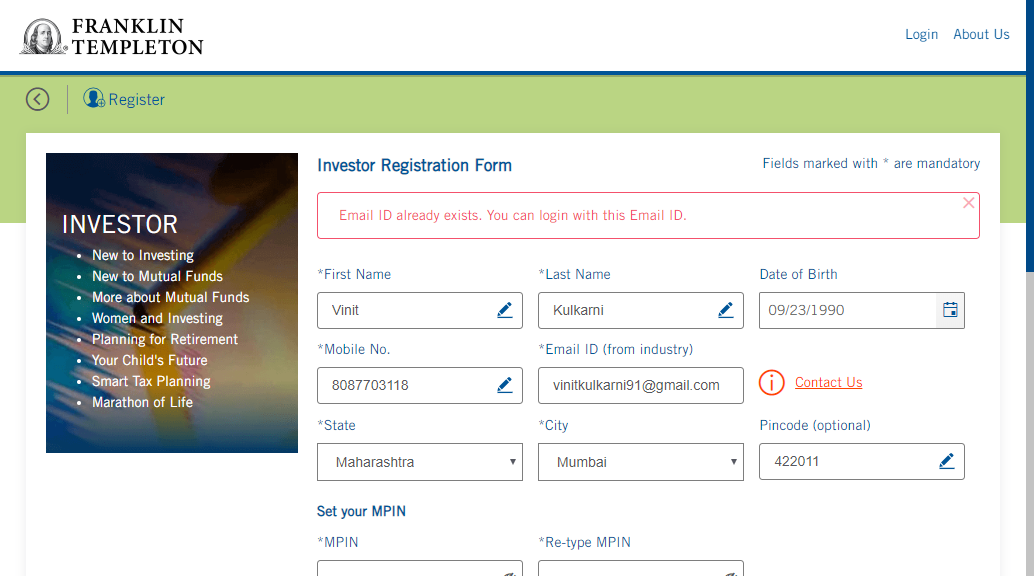 FRANKLIN
TEMPLETON
Login About Us
Register
INVESTOR
• New to Investing
• New to Mutual Funds
• More about Mutual Funds
• Women and Investing
• Planning for Retirement
• Your Child's Future
• Smart Tax Planning
• Marathon of Life
Investor Registration Form
Fields marked with * are mandatory
Email ID already exists. You can login with this Email ID.
*First Name *Last Name Date of Birth
Vinit Kulkarni 09/23/1990
*Mobile No. *Email ID (from industry)
8087703118 vinitkulkarni91@gmail.com Contact Us
*State *City Pincode (optional)
Maharashtra Mumbai 422011
Set your MPIN
*MPIN *Re-type MPIN